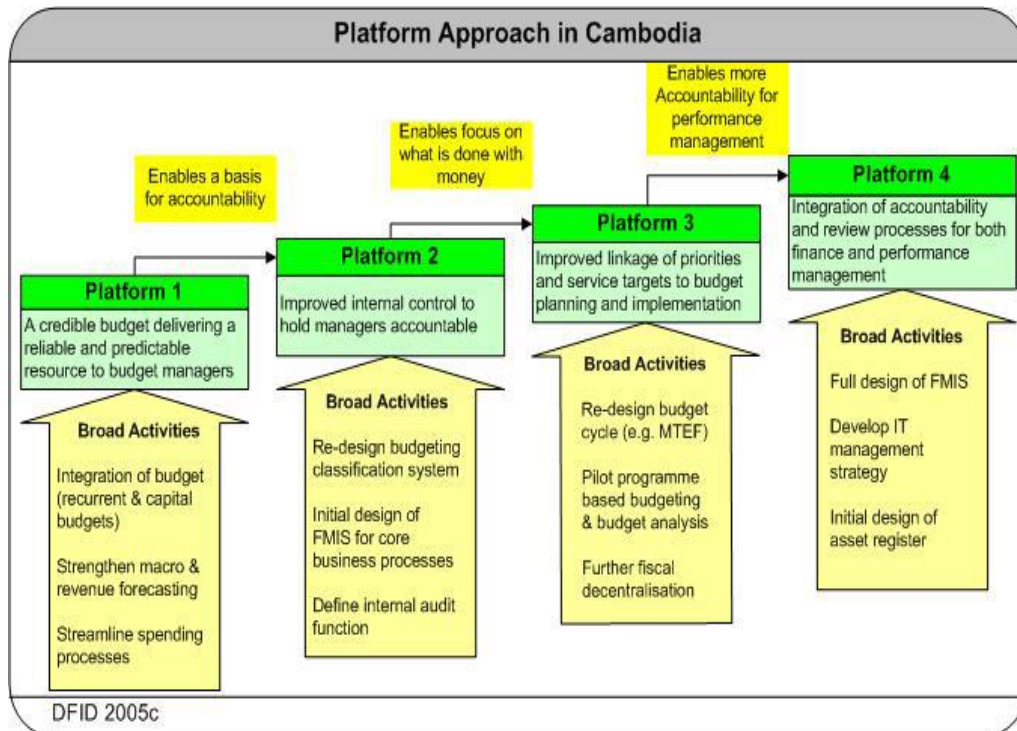 Platform Approach in Cambodia
Enables a basis
for accountability
Enables focus on
what is done with
money
Enables more
Accountability for
performance
management
Platform 1
A credible budget delivering a
reliable and predictable
resource to budget managers
Broad Activities
Integration of budget
(recurrent & capital
budgets)
Strengthen macro &
revenue forecasting
Streamline spending
processes
Platform 2
Improved internal control to
hold managers accountable
Broad Activities
Re-design budgeting
classification system
Initial design of
FMIS for core
business processes
Define internal audit
function
Platform 3
Improved linkage of priorities
and service targets to budget
planning and implementation
Broad Activities
Re-design budget
cycle (e.g. MTEF)
Pilot programme
based budgeting
& budget analysis
Further fiscal
decentralisation
Platform 4
Integration of accountability
and review processes for both
finance and performance
management
Broad Activities
Full design of FMIS
Develop IT
management
strategy
Initial design of
asset register
DFID 2005c